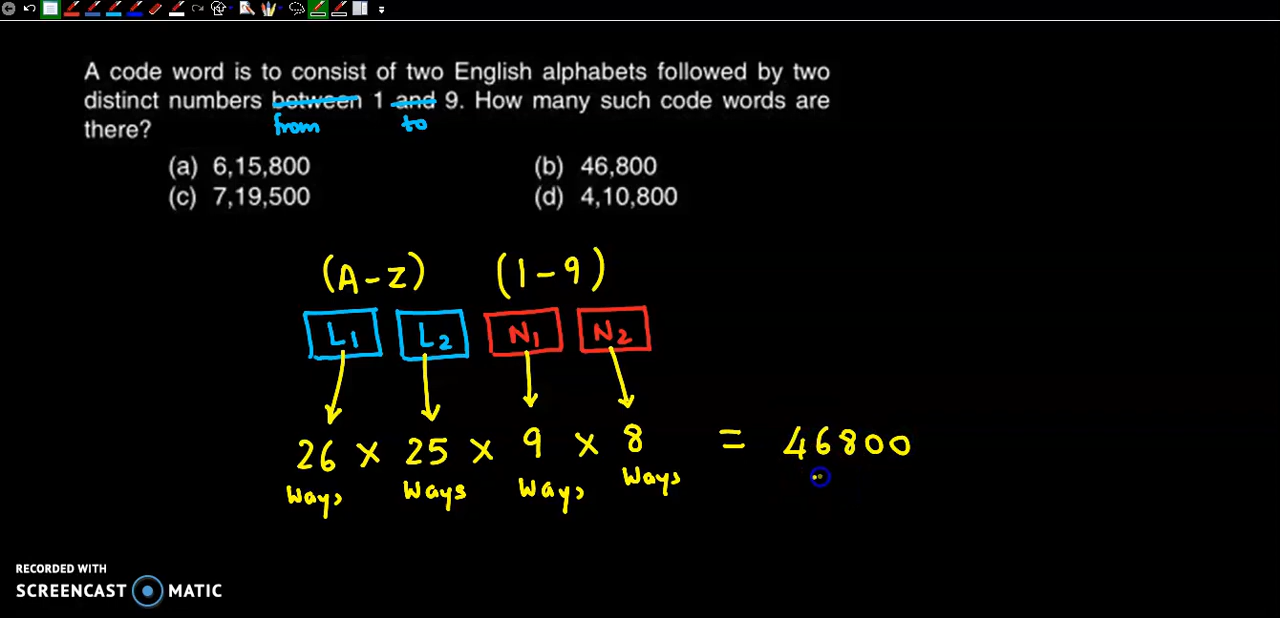 A code word is to consist of two English alphabets followed by two
distinct numbers between 1 and 9. How many such code words are
from to
there?
(a) 6,15,800 (b) 46,800
(c) 7,19,500 (d) 4,10,800
(A-Z) (1-9)
L1 L2 N1 N2
26 x 25 x 9 x 8 = 46800
Ways Ways Ways Ways
RECORDED WITH
SCREENCAST MATIC